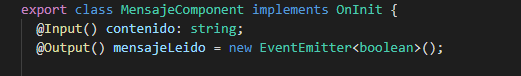 export class MensajeComponent implements OnInit {
@Input() contenido: string;
@Output() mensajeLeido = new EventEmitter<boolean>();